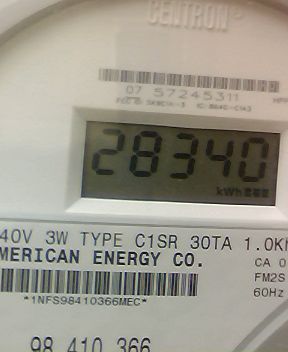 CENTRON®
07 57245311
28340
kWh
40V 3W TYPE C1SR 30TA 1.0Kh
MERICAN ENERGY CO.
CA 0
FM2S
60Hz
*1NFS98410366MEC*
98 410 366